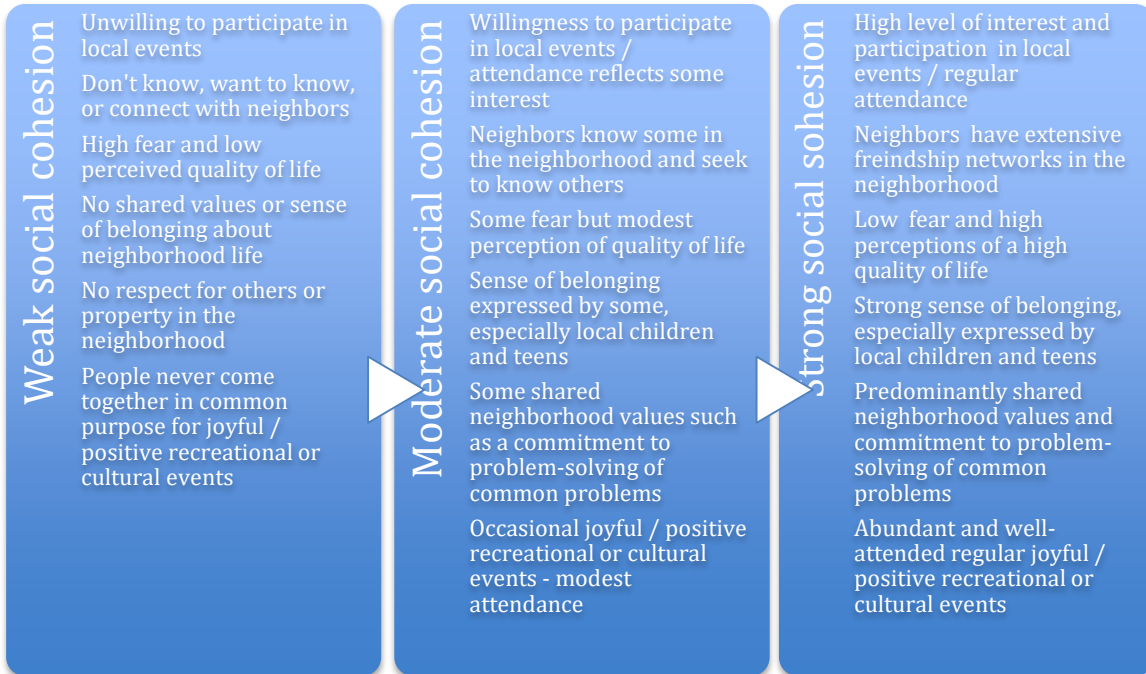 Weak social cohesion
Unwilling to participate in
local events
Don't know, want to know,
or connect with neighbors
High fear and low
perceived quality of life
No shared values or sense
of belonging about
neighborhood life
No respect for others or
property in the
neighborhood
People never come
together in common
purpose for joyful /
positive recreational or
cultural events
Moderate social cohesion
Willingness to participate
in local events /
attendance reflects some
interest
Neighbors know some in
the neighborhood and seek
to know others
Some fear but modest
perception of quality of life
Sense of belonging
expressed by some,
especially local children
and teens
Some shared
neighborhood values such
as a commitment to
problem-solving of
common problems
Occasional joyful / positive
recreational or cultural
events - modest
attendance
Strong social sohesion
High level of interest and
participation in local
events / regular
attendance
Neighbors have extensive
freindship networks in the
neighborhood
Low fear and high
perceptions of a high
quality of life
Strong sense of belonging,
especially expressed by
local children and teens
Predominantly shared
neighborhood values and
commitment to problem-
solving of common
problems
Abundant and well-
attended regular joyful /
positive recreational or
cultural events